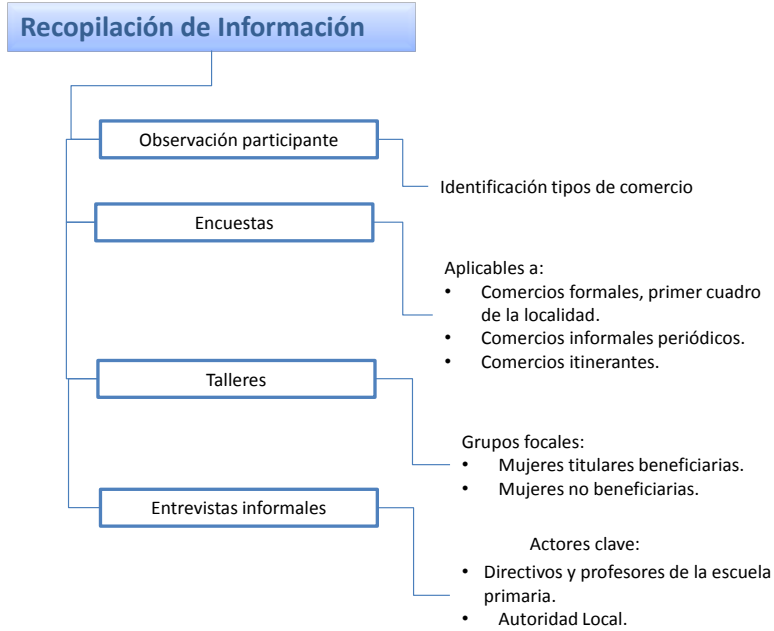 Recopilación de Información
Observación participante
Identificación tipos de comercio
Encuestas
Aplicables a:
• Comercios formales, primer cuadro
de la localidad.
• Comercios informales periódicos.
• Comercios itinerantes.
Talleres
Grupos focales:
• Mujeres titulares beneficiarias.
• Mujeres no beneficiarias.
Entrevistas informales
Actores clave:
• Directivos y profesores de la escuela
primaria.
• Autoridad Local.